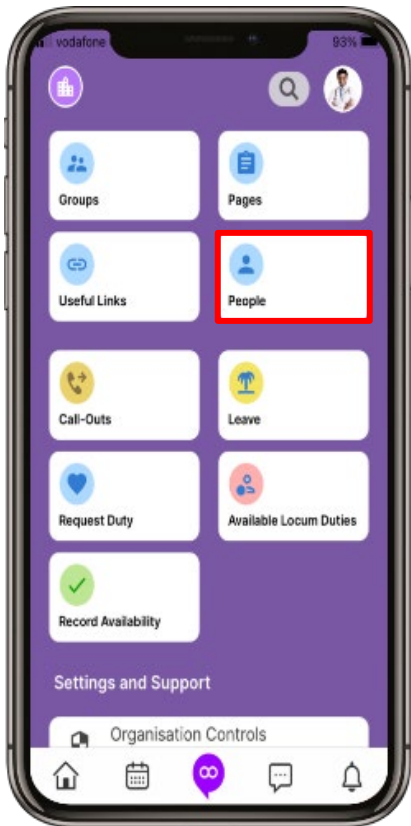 vodafone 93%
Groups Pages
Useful Links People
Call-Outs Leave
Request Duty Available Locum Duties
Record Availability
Settings and Support
Organisation Controls